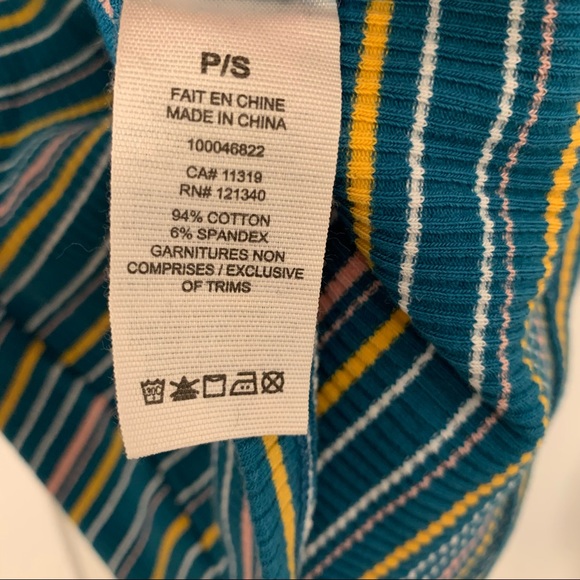 P/S
FAIT EN CHINE
MADE IN CHINA
100046822
CA# 11319
RN# 121340
94% COTTON
6% SPANDEX
GARNITURES NON
COMPRISES / EXCLUSIVE
OF TRIMS